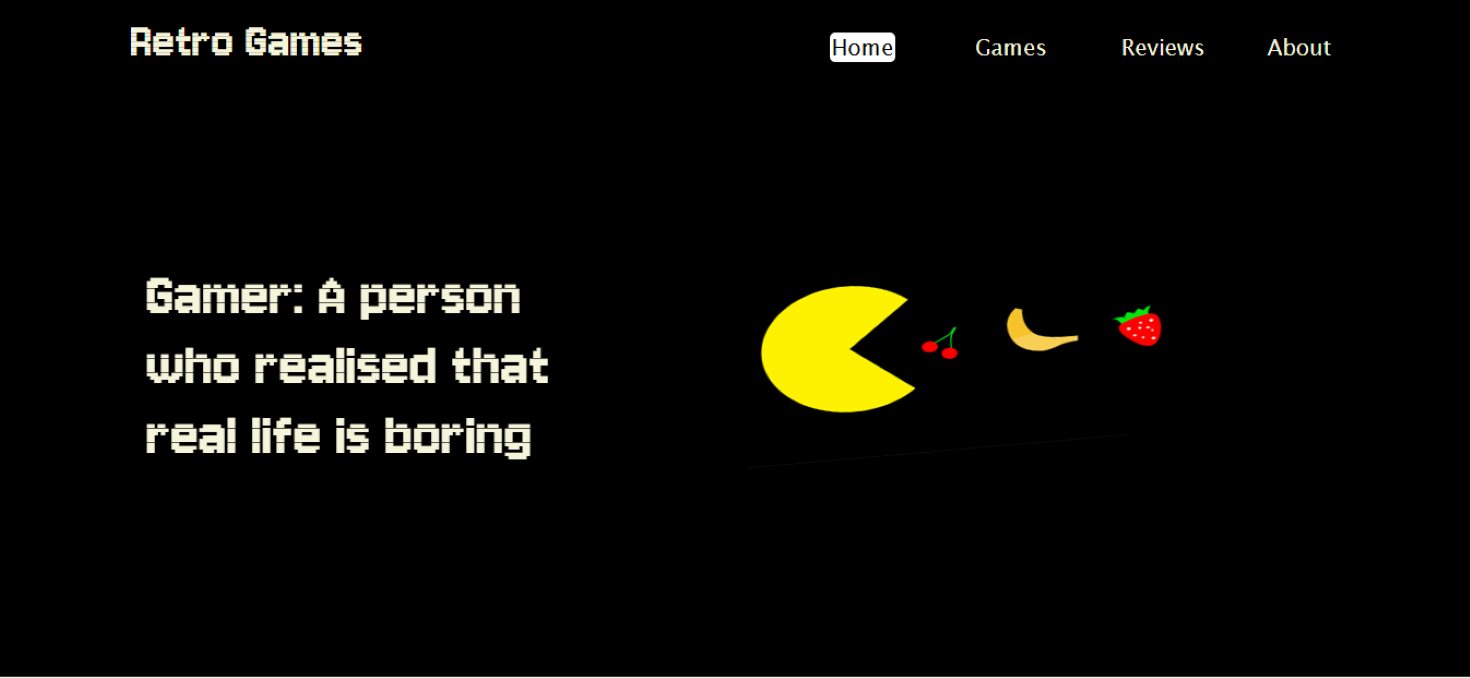 Retro Games
Home Games Reviews About
Gamer: A person
who realised that
real life is boring